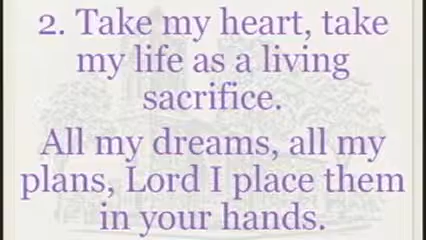 2. Take my heart, take
my life as a living
sacrifice.
All my dreams, all my
plans, Lord I place them
in your hands.